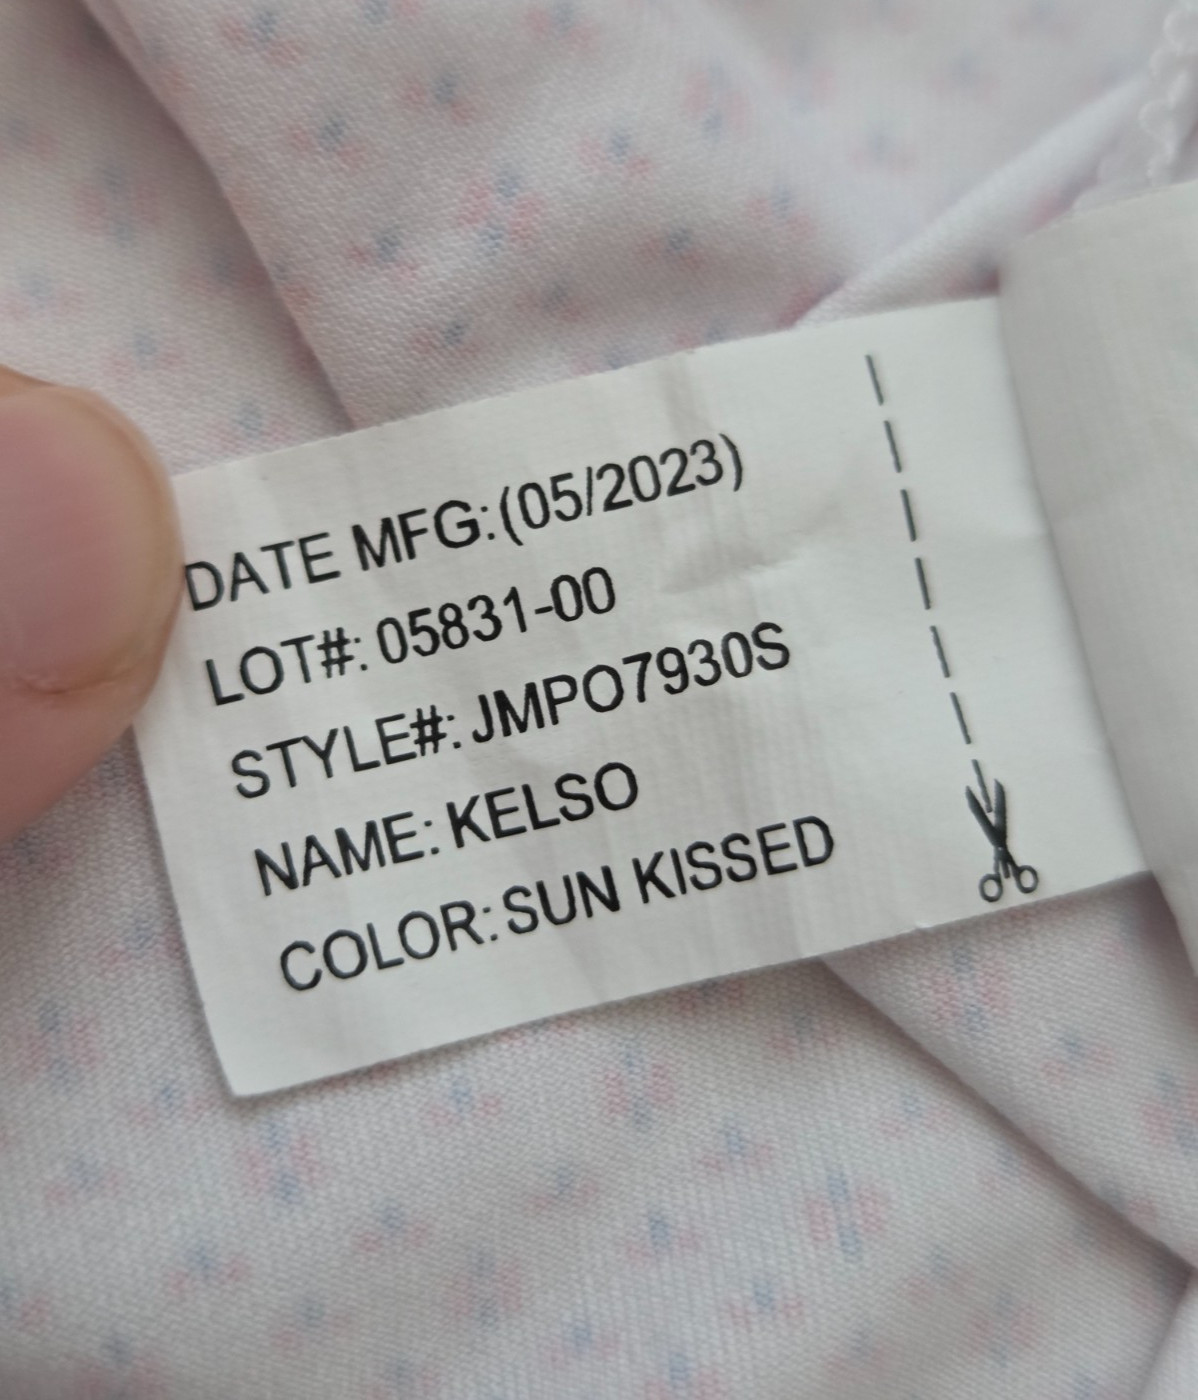 DATE MFG:(05/2023)
LOT#: 05831-00
STYLE#: JMPO7930S
NAME: KELSO
COLOR: SUN KISSED